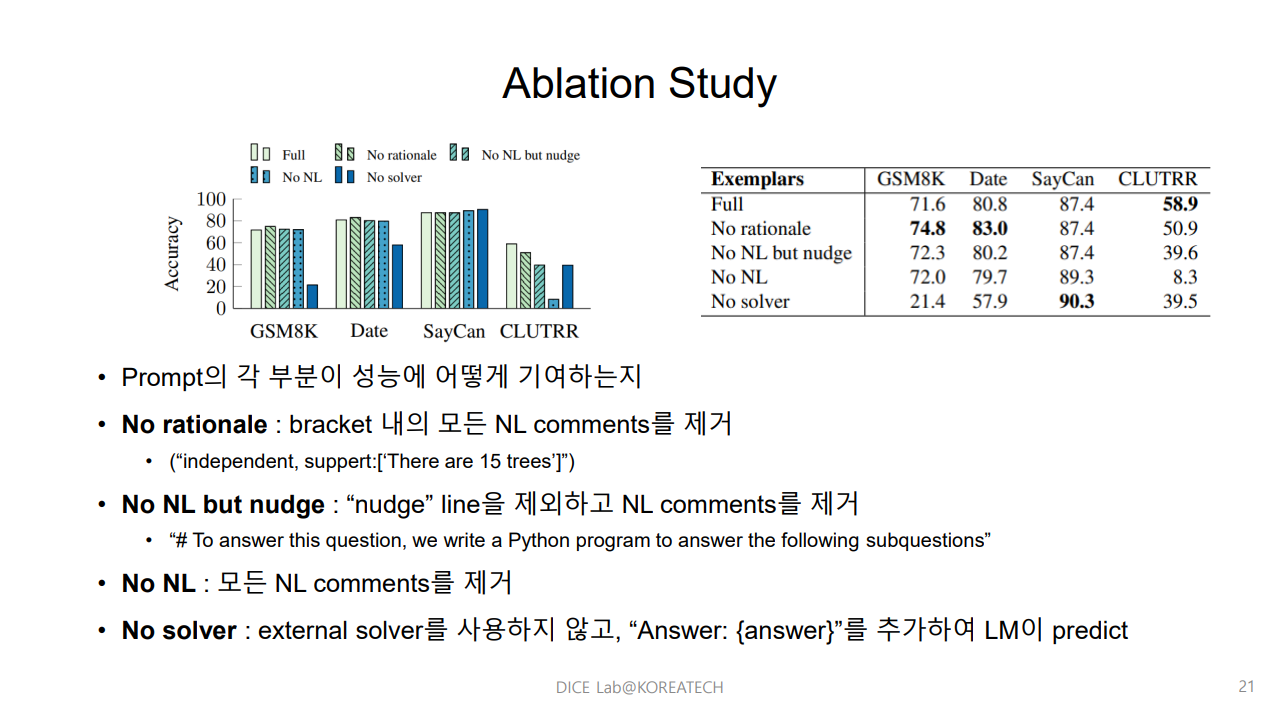 Ablation Study
Full
No rationale
No NL but nudge
No NL
No solver
Accuracy
100
80
60
40
20
0
GSM8K Date SayCan CLUTRR
Exemplars GSM8K Date SayCan CLUTRR
Full 71.6 80.8 87.4 58.9
No rationale 74.8 83.0 87.4 50.9
No NL but nudge 72.3 80.2 87.4 39.6
No NL 72.0 79.7 89.3 8.3
No solver 21.4 57.9 90.3 39.5
• Prompt의 각 부분이 성능에 어떻게 기여하는지
• No rationale : bracket 내의 모든 NL comments를 제거
• (“independent, suppert:[‘There are 15 trees’]”)
• No NL but nudge : “nudge” line을 제외하고 NL comments를 제거
• “# To answer this question, we write a Python program to answer the following subquestions”
• No NL : 모든 NL comments를 제거
• No solver : external solver를 사용하지 않고, “Answer: {answer}”를 추가하여 LM이 predict
DICE Lab@KOREATECH
21